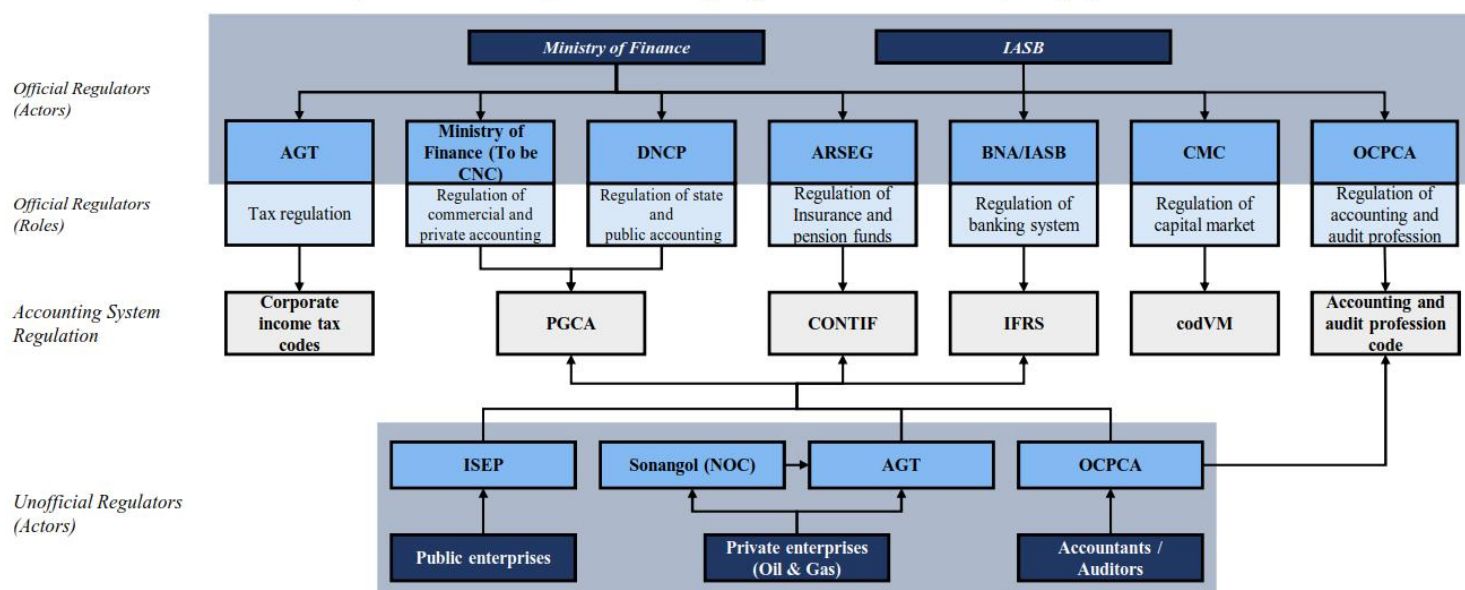 Ministry of Finance
IASB
Official Regulators
(Actors)
AGT
Ministry of
Finance (To be
CNC)
DNCP
ARSEG
BNA/IASB
CMC
OCPCA
Official Regulators
(Roles)
Tax regulation
Regulation of
commercial and
private accounting
Regulation of state
and
public accounting
Regulation of
Insurance and
pension funds
Regulation of
banking system
Regulation of
capital market
Regulation of
accounting and
audit profession
Accounting System
Regulation
Corporate
income tax
codes
PGCA
CONTIF
IFRS
codVM
Accounting and
audit profession
code
ISEP
Sonangol (NOC)
AGT
OCPCA
Unofficial Regulators
(Actors)
Public enterprises
Private enterprises
(Oil & Gas)
Accountants /
Auditors